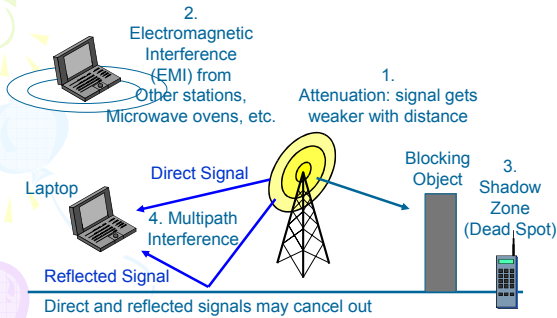 2.
Electromagnetic
Interference
(EMI) from
Other stations,
Microwave ovens, etc.
1.
Attenuation: signal gets
weaker with distance
Blocking
Object
3.
Shadow
Zone
(Dead Spot)
Direct Signal
Laptop
4. Multipath
Interference
Reflected Signal
Direct and reflected signals may cancel out